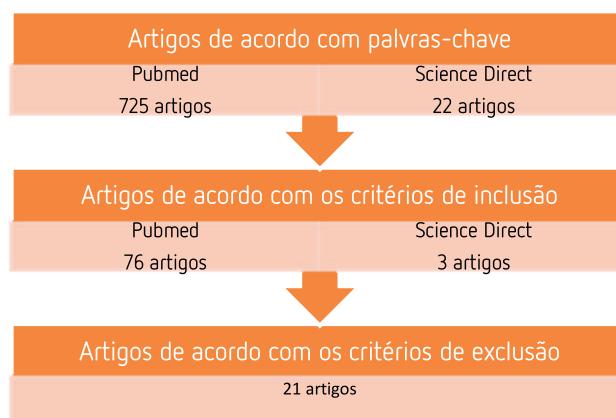 Artigos de acordo com palvras-chave
Pubmed
Science Direct
725 artigos
22 artigos
Artigos de acordo com os critérios de inclusão
Pubmed
Science Direct
76 artigos
3 artigos
Artigos de acordo com os critérios de exclusão
21 artigos